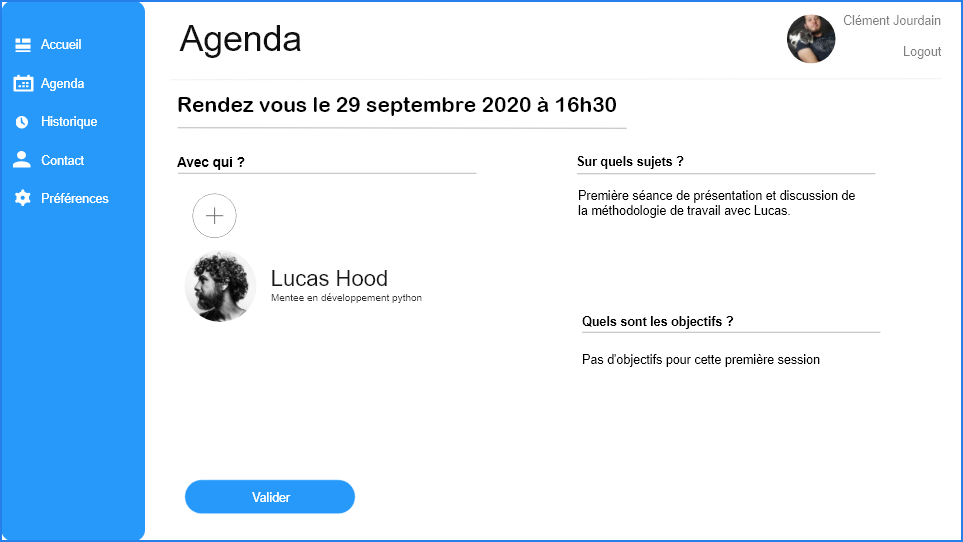 Accueil
Agenda
Historique
Contact
Préférences
Agenda
Clément Jourdain
Logout
Rendez vous le 29 septembre 2020 à 16h30
Avec qui ?
Lucas Hood
Mentee en développement python
Sur quels sujets ?
Première séance de présentation et discussion de
la méthodologie de travail avec Lucas.
Quels sont les objectifs ?
Pas d'objectifs pour cette première session
Valider